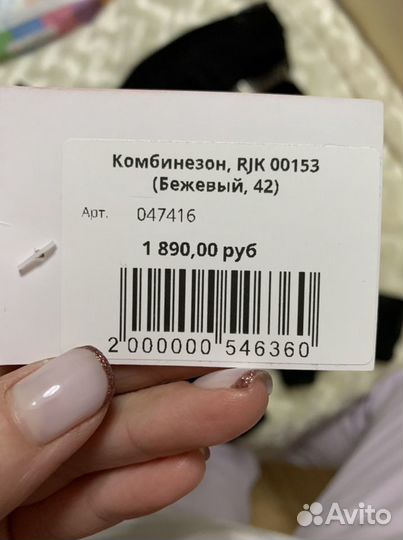 Комбинезон, RJK 00153
(Бежевый, 42)
Арт. 047416
1 890,00 руб
2 000000 546360
Avito